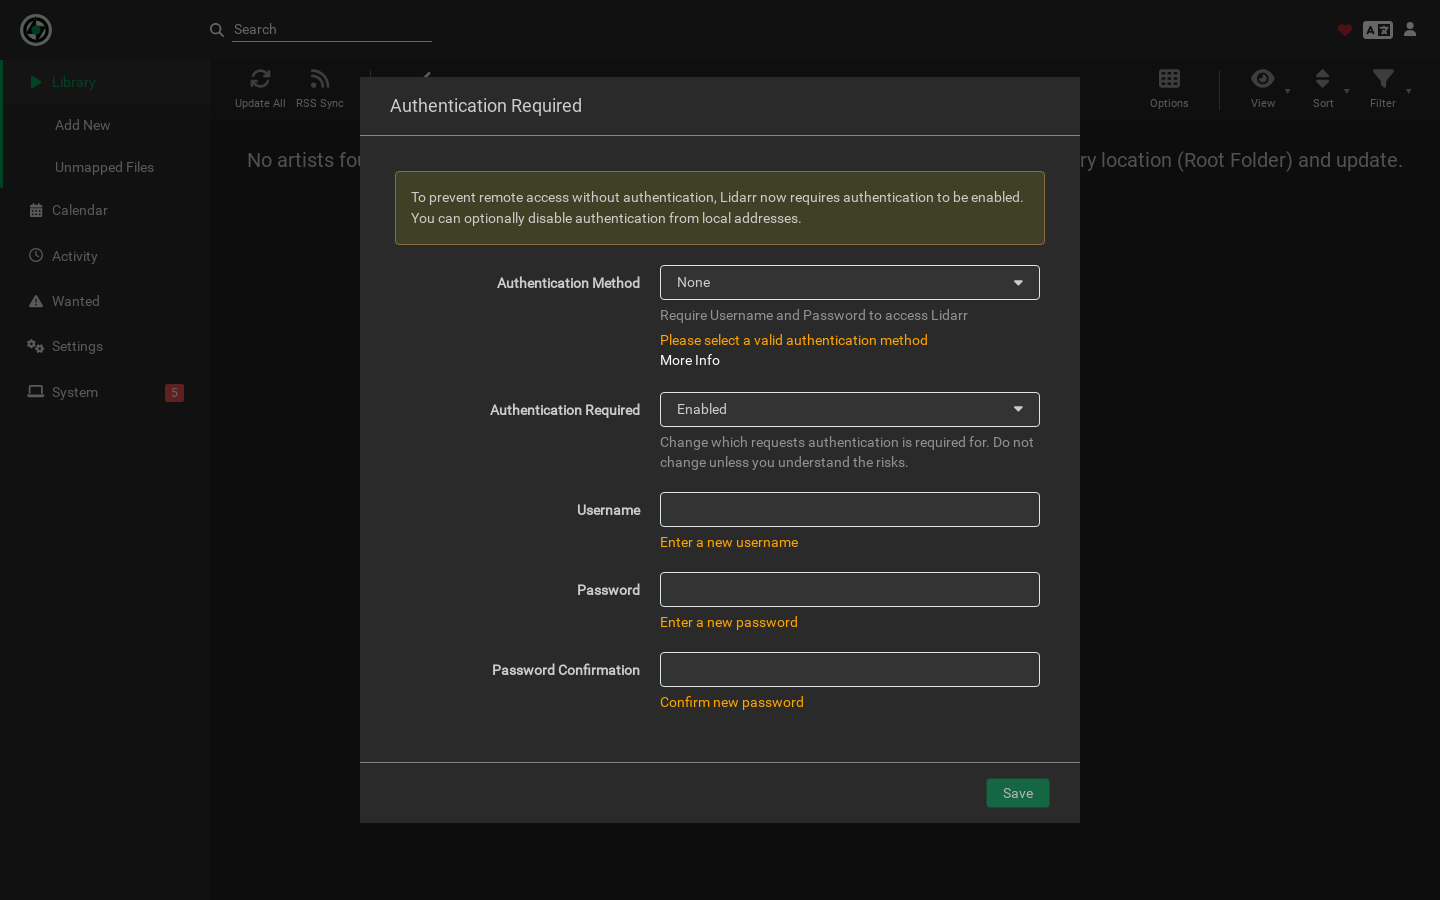 Search
Library
Add New
Unmapped Files
Calendar
Activity
Wanted
Settings
System
5
Update All
RSS Sync
Options
View
Sort
Filter
No artists
location (Root Folder) and update.
Authentication Required
To prevent remote access without authentication, Lidarr now requires authentication to be enabled.
You can optionally disable authentication from local addresses.
Authentication Method
None
Require Username and Password to access Lidarr
Please select a valid authentication method
More Info
Authentication Required
Enabled
Change which requests authentication is required for. Do not
change unless you understand the risks.
Username
Enter a new username
Password
Enter a new password
Password Confirmation
Confirm new password
Save